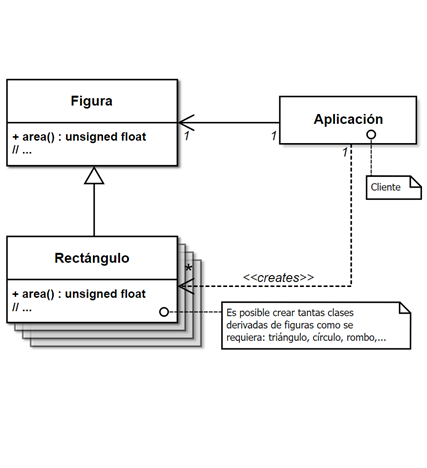 Figura
+ area() : unsigned float
// ...
1
1
Aplicación
1
Cliente
Rectángulo
+ area() : unsigned float
// ...
*
<<creates>>
Es posible crear tantas clases
derivadas de figuras como se
requiera: triángulo, círculo, rombo,...